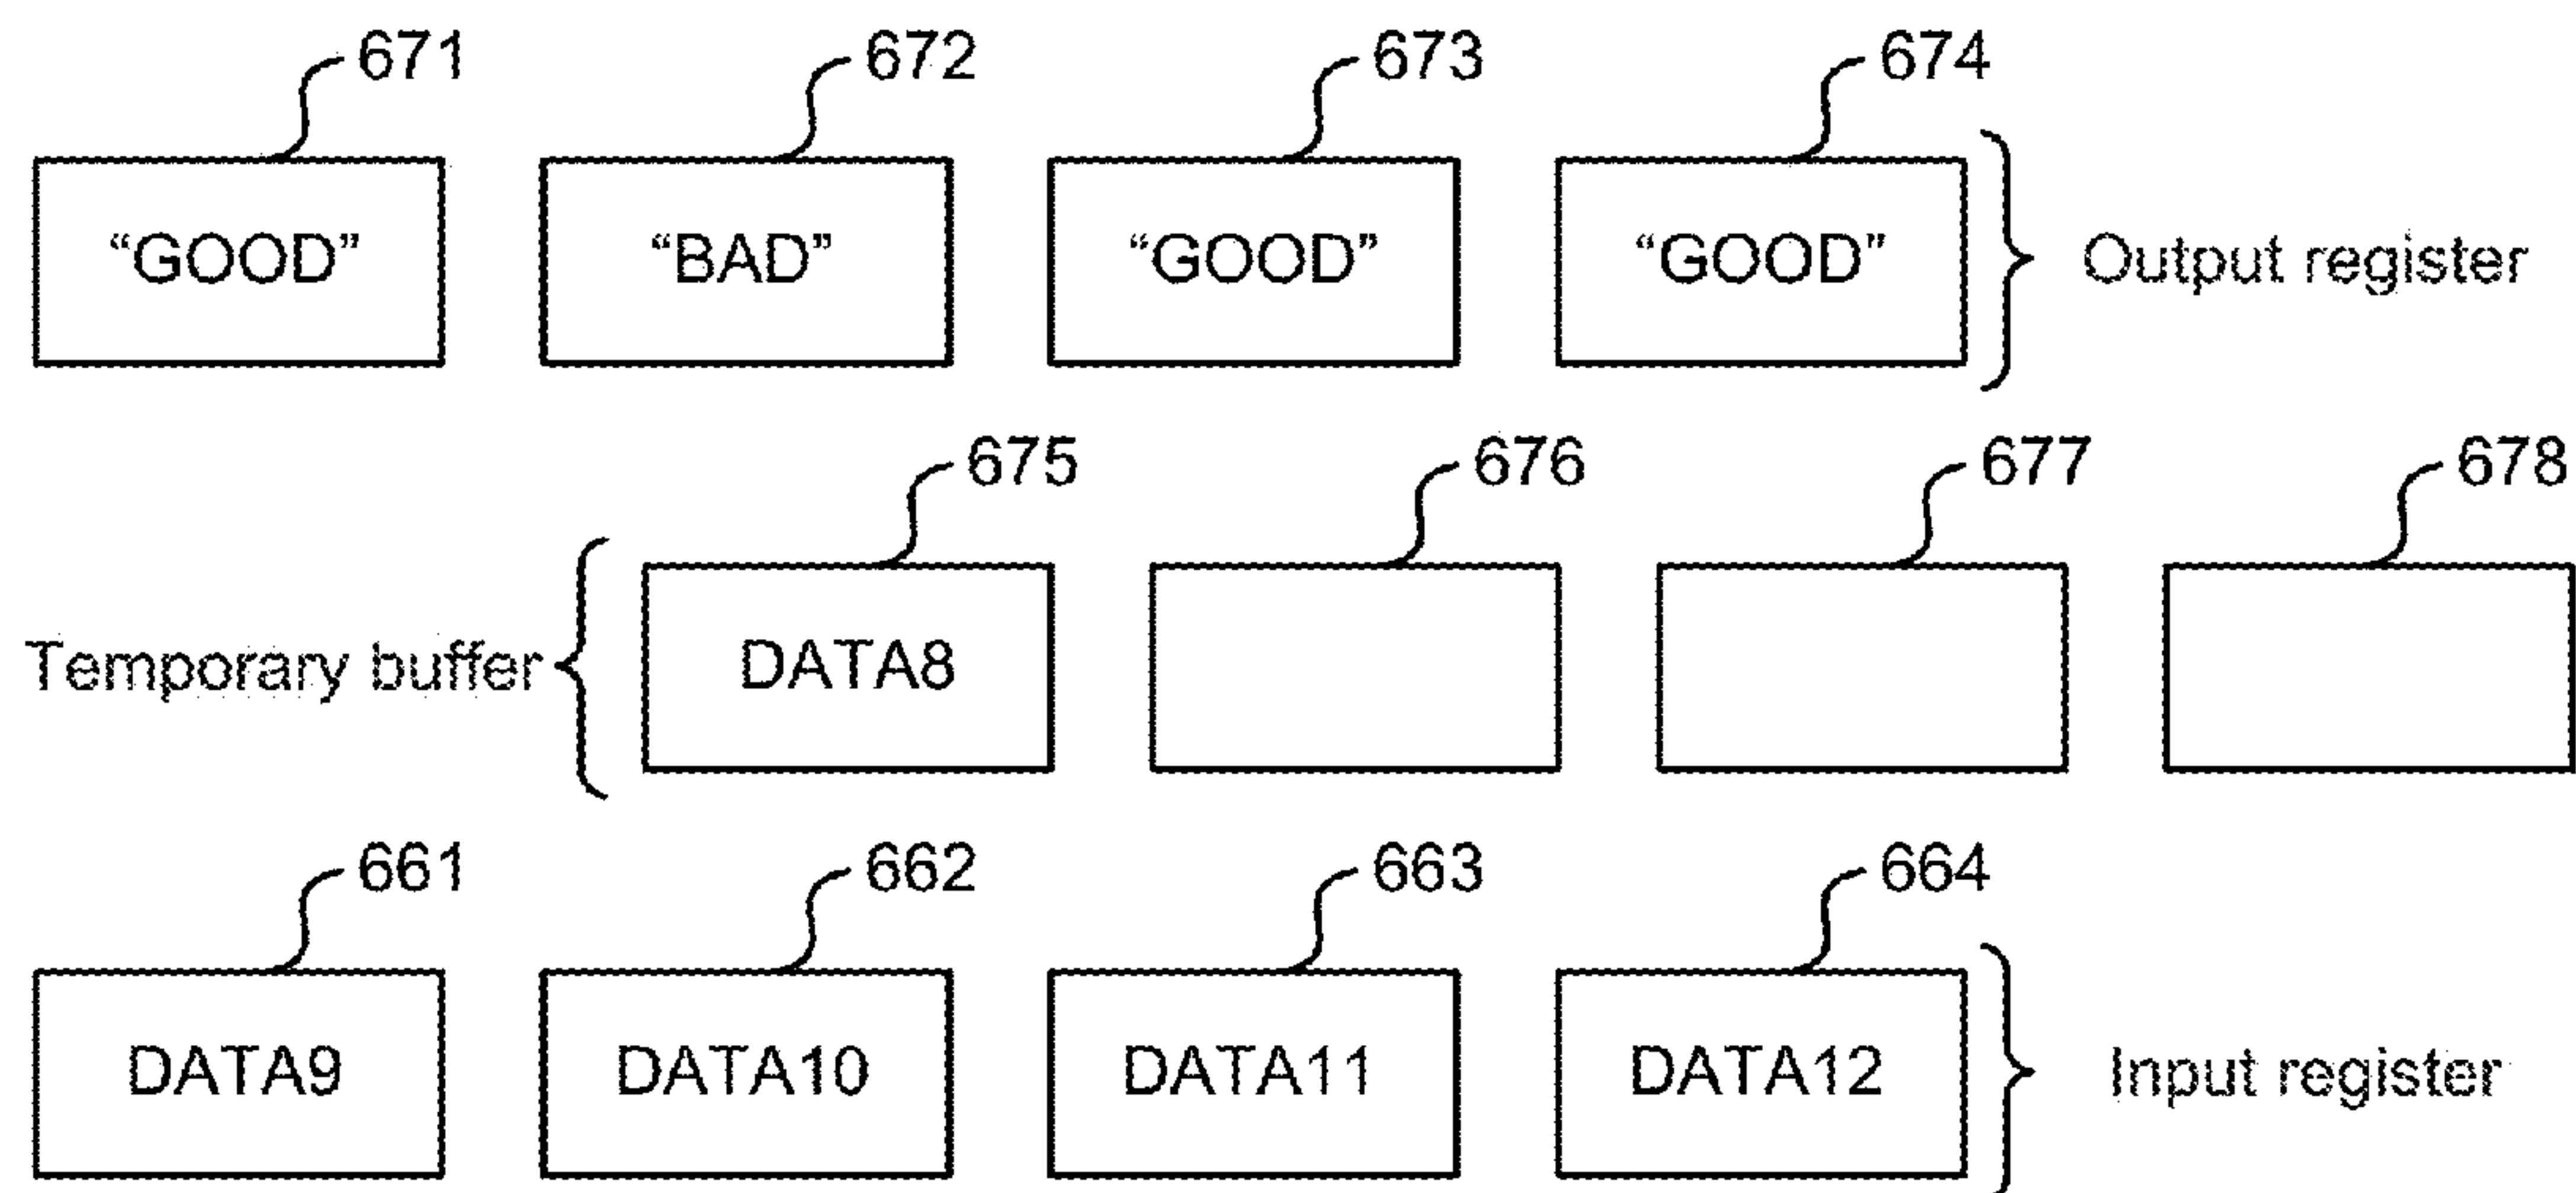 671 672 673 674
“GOOD” “BAD” “GOOD” “GOOD” Output register
675 676 677 678
Temporary buffer DATA8
661 662 663 664
DATA9 DATA10 DATA11 DATA12 Input register